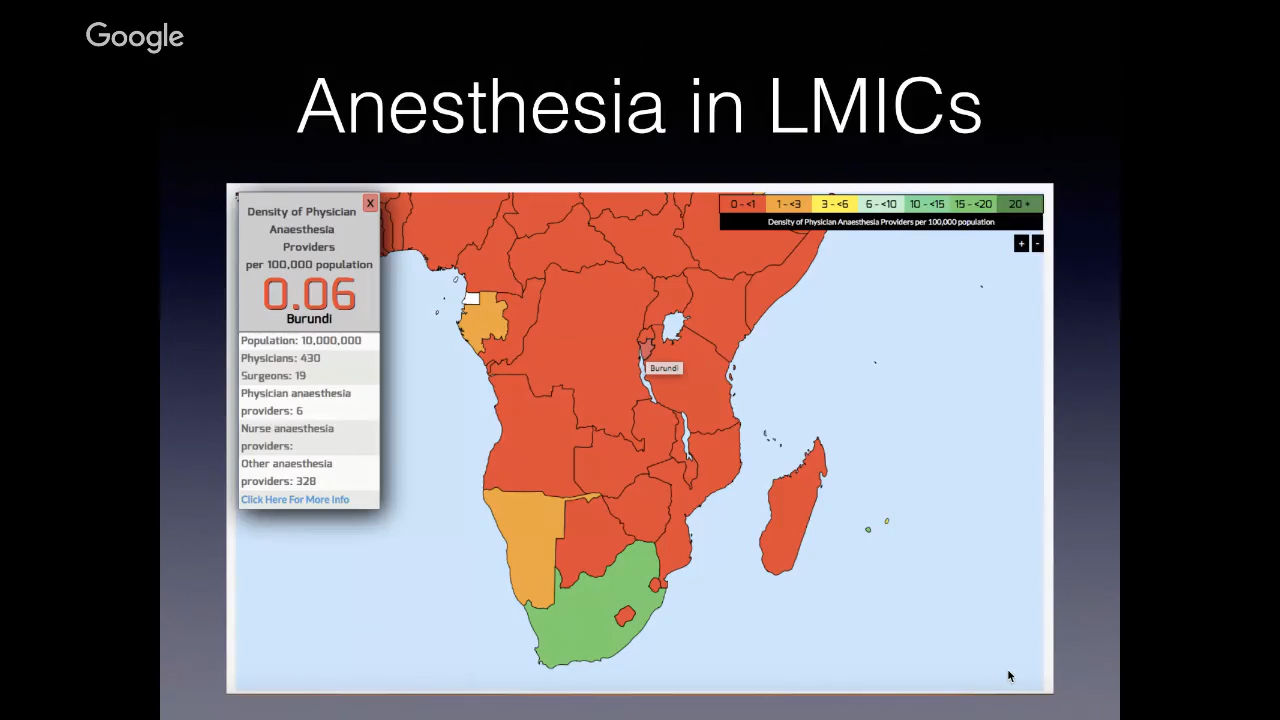 Google
Anesthesia in LMICs
X
Density of Physician
Anaesthesia
Providers
per 100,000 population
0.06
Burundi
Population: 10,000,000
Physicians: 430
Surgeons: 19
Physician anaesthesia
providers: 6
Nurse anaesthesia
providers:
Other anaesthesia
providers: 328
Click Here For More Info
0 - <1 1 - <3 3 - <6 6 - <10 10 - <15 15 - <20 20 +
Density of Physician Anaesthesia Providers per 100,000 population
+ -
Burundi